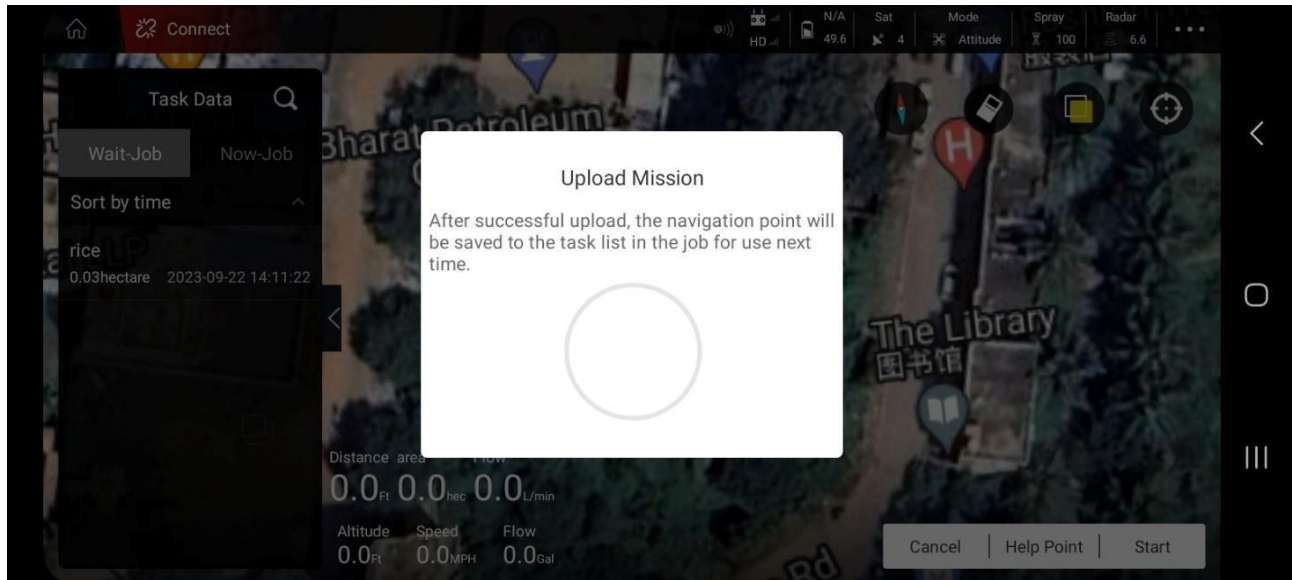 Connect
HD
N/A
49.6
Sat
4
Mode
Attitude
Spray
100
Radar
6.6
Task Data
Wait-Job
Now-Job
Sort by time
rice
0.03hectare 2023-09-22 14:11:22
Bharat Petroleum
H
The Library
图书馆
Rd
Upload Mission
After successful upload, the navigation point will
be saved to the task list in the job for use next
time.
Distance area Flow
0.0Ft 0.0hec 0.0L/min
Altitude Speed Flow
0.0Ft 0.0MPH 0.0Gal
Cancel Help Point Start